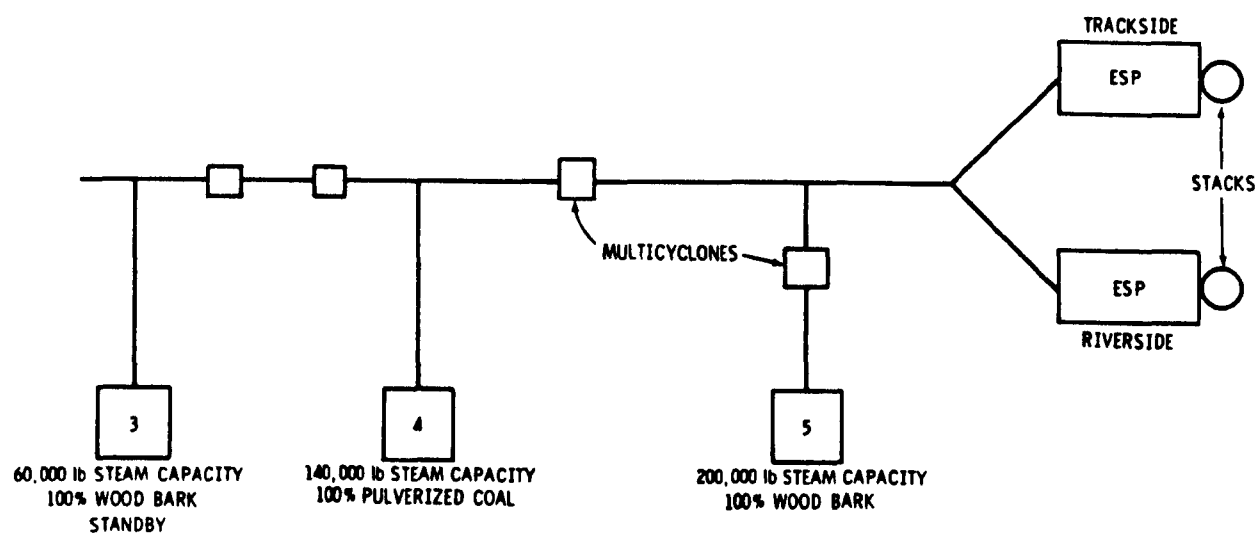 TRACKSIDE
ESP
STACKS
MULTICYCLONES
ESP
RIVERSIDE
3
60,000 lb STEAM CAPACITY
100% WOOD BARK
STANDBY
4
140,000 lb STEAM CAPACITY
100% PULVERIZED COAL
5
200,000 lb STEAM CAPACITY
100% WOOD BARK